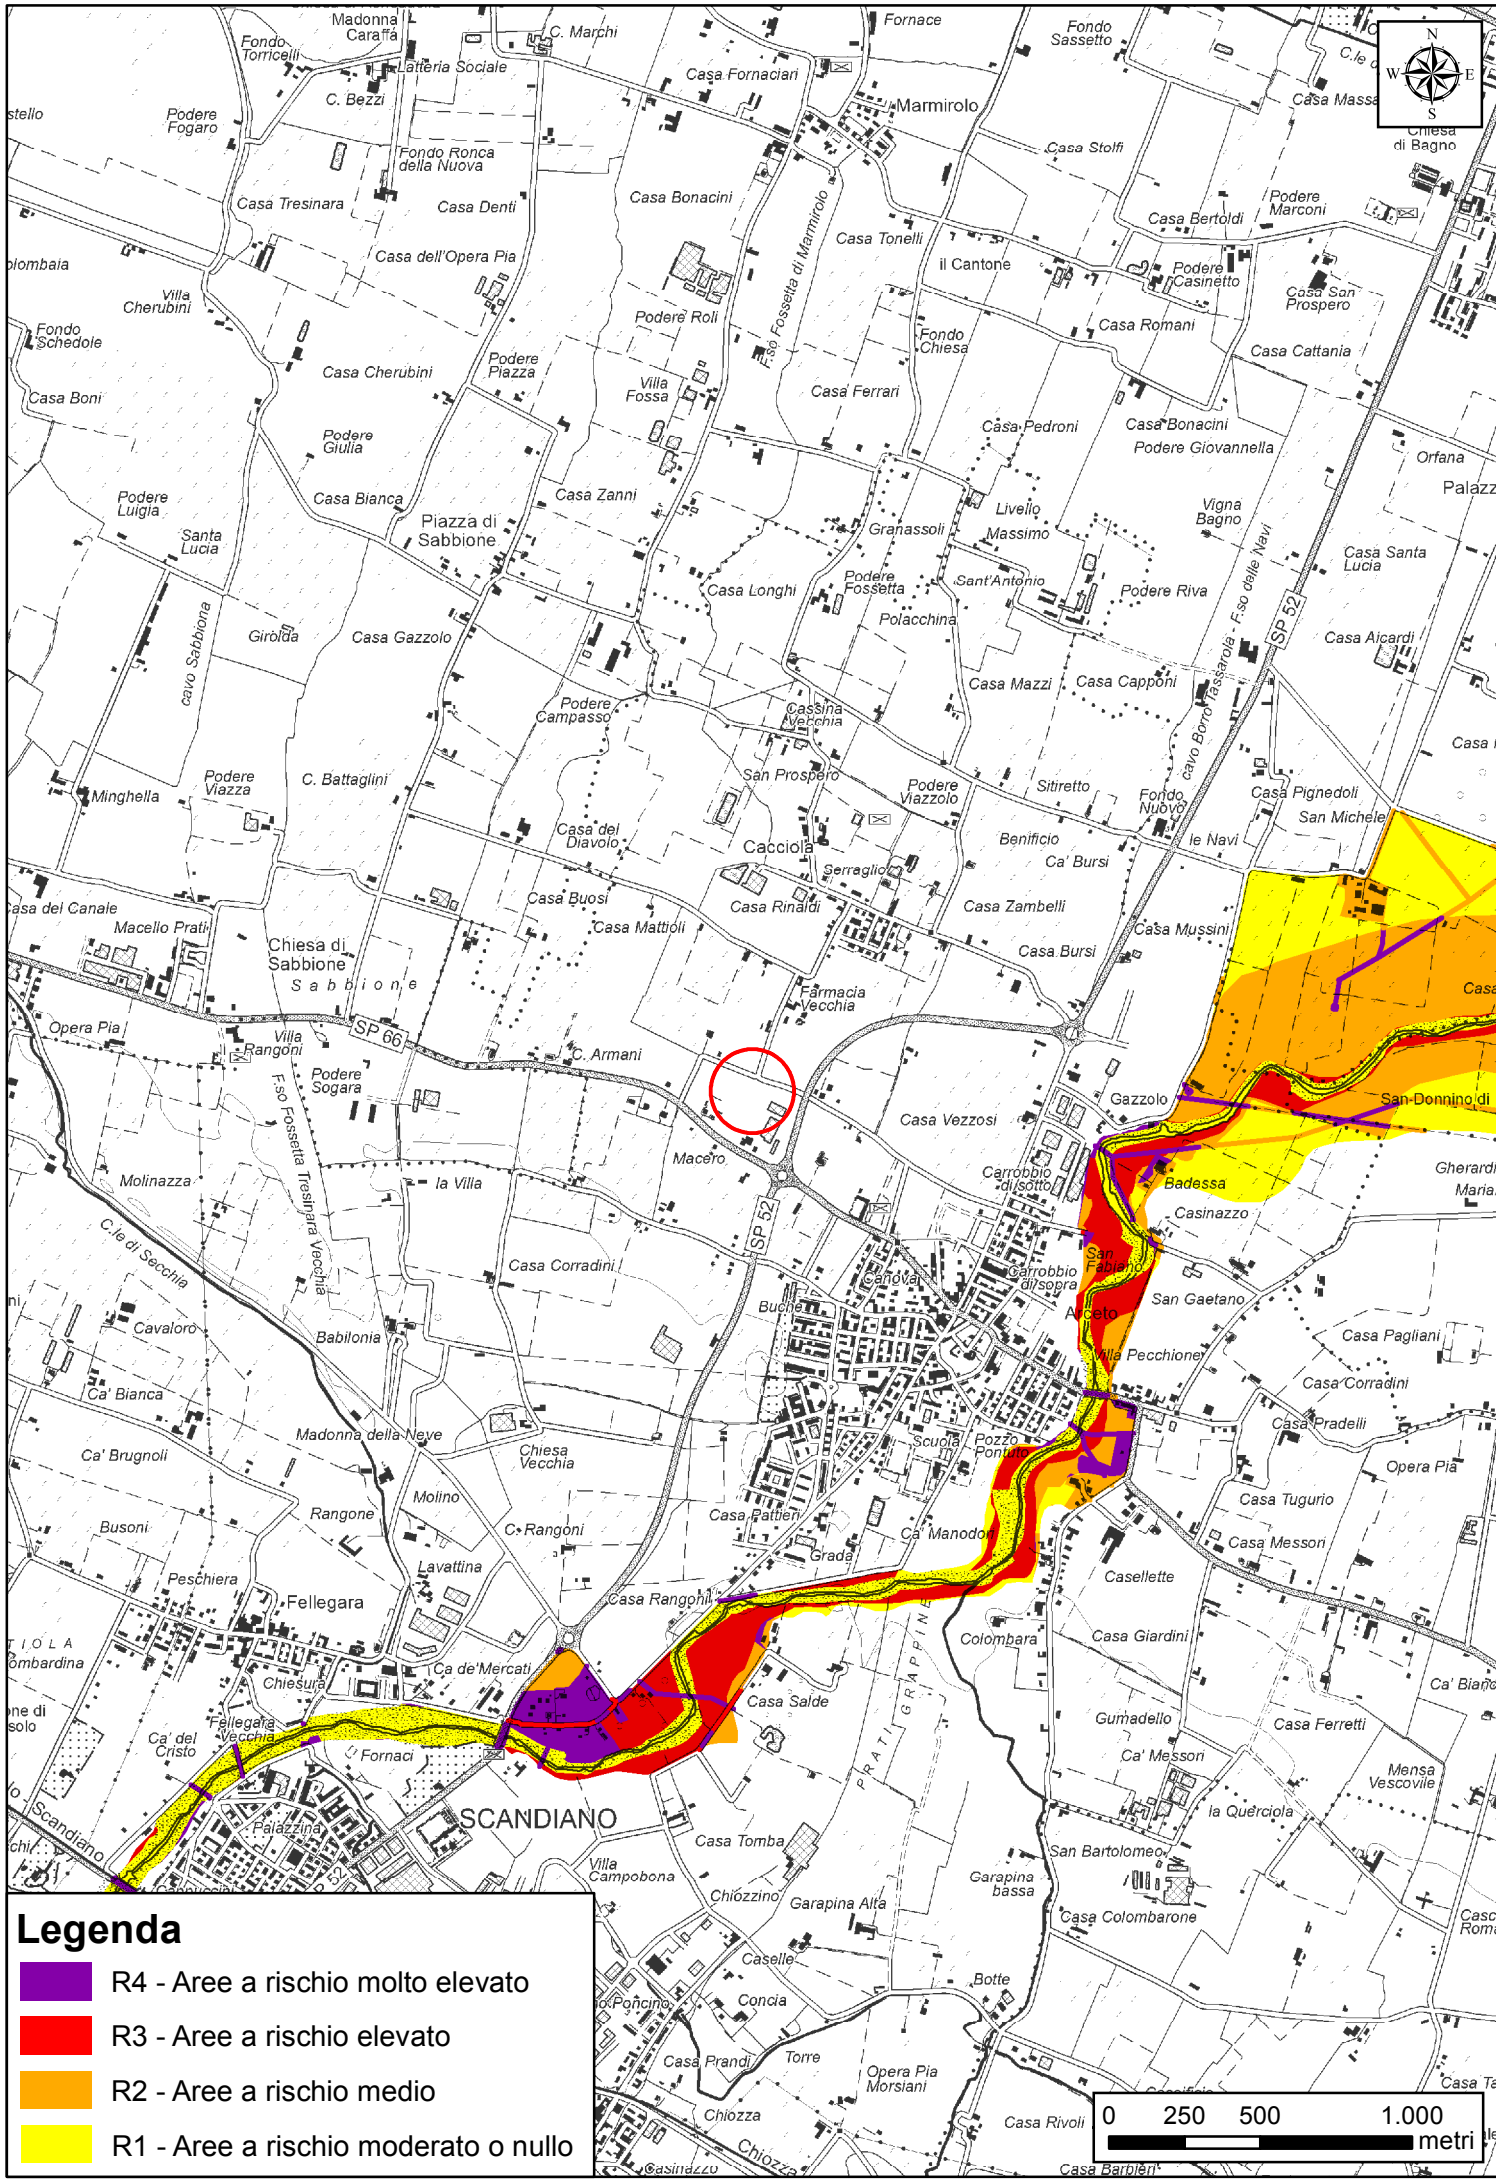 Madonna
Caraffa
C. Marchi
Fornace
Fondo
Sassetto
N
W
E
S
Fondo
Torricelli
Latteria Sociale
Casa Fornaciari
C. Bezzi
Marmirolo
Casa Massa
Chiesa
di Bagno
Podere
Fogaro
Fondo Ronca
della Nuova
Casa Stolfi
Casa Tresinara
Casa Denti
Casa Bonacini
Podere
Marconi
Casa Bertoldi
Casa Tonelli
Casa dell'Opera Pia
il Cantone
Podere
Casinetto
Villa
Cherubini
F.so Fossetta di Marmirolo
Casa San
Prospero
Podere Roli
Casa Romani
Fondo
Schedole
Fondo
Chiesa
Casa Cattania
Casa Cherubini
Podere
Piazza
Villa
Fossa
Casa Ferrari
Casa Boni
Podere
Giulia
Casa Pedroni
Casa Bonacini
Podere Giovannella
Orfana
Palazz
Podere
Luigia
Casa Bianca
Casa Zanni
Livello
Massimo
Vigna
Bagno
Santa
Lucia
Piazza di
Sabbione
Granassoli
Casa Santa
Lucia
Casa Longhi
Podere
Fossetta
Sant'Antonio
Podere Riva
Polacchina
cavo Sabbiona
Girolda
Casa Gazzolo
SP 52
Casa Aicardi
cavo Borro Tassarola - F.so delle Navi
Podere
Campasso
Cassina
Vecchia
Casa Mazzi
Casa Capponi
Minghella
Podere
Viazza
C. Battaglini
San Prospero
Podere
Viazzolo
Sitiretto
Fondo
Nuovo
Casa Pignedoli
San Michele
Casa del
Diavolo
Cacciola
Benificio
Ca' Bursi
le Navi
Serraglio
Casa del Canale
Casa Buosi
Casa Rinaldi
Casa Zambelli
Macello Prati
Casa Mattioli
Casa Mussini
Chiesa di
Sabbione
Casa Bursi
Sabbione
Farmacia
Vecchia
Opera Pia
Villa
Rangoni
SP 66
C. Armani
Podere
Sogara
F.so Fossetta Tresinara Vecchia
Casa Vezzosi
Gazzolo
San Donnino di
Macero
Molinazza
la Villa
Carrobbio
di sotto
Badessa
Gherardi
C.le di Secchia
SP 52
Casinazzo
Casa Corradini
Canova
Carrobbio
di sopra
San
Fabiano
San Gaetano
Buche
Arceto
Cavaloro
Babilonia
Casa Pagliani
Villa Pecchione
Ca' Bianca
Casa Corradini
Casa Pradelli
Ca' Brugnoli
Madonna della Neve
Chiesa
Vecchia
Scuola
Pozzo
Pontuto
Opera Pia
Busoni
Rangone
Molino
C. Rangoni
Casa Pattieri
Ca' Manodori
Casa Tugurio
Casa Messori
Peschiera
Lavattina
Grada
Casellette
Fellegara
Casa Rangoni
PRATI GRAPINE
Colombara
Casa Giardini
Ca de'Mercati
Chiesura
Casa Salde
Fellegara
Vecchia
Ca' del
Cristo
Fornaci
Gumadello
Casa Ferretti
Ca' Messori
Mensa
Vescovile
Scandiano
Palazzina
SCANDIANO
Casa Tomba
la Querciola
Villa
Campobona
San Bartolomeo
Chiozzino
Garapina Alta
Garapina
bassa
Casa Colombarone
Caselle
Concia
Botte
Casa Prandi
Torre
Opera Pia
Morsiani
Chiozza
Chiozza
Casa Rivoli
Casinazzo
Casa Barbieri
Legenda
R4 - Aree a rischio molto elevato
R3 - Aree a rischio elevato
R2 - Aree a rischio medio
R1 - Aree a rischio moderato o nullo
0 250 500 1.000
metri